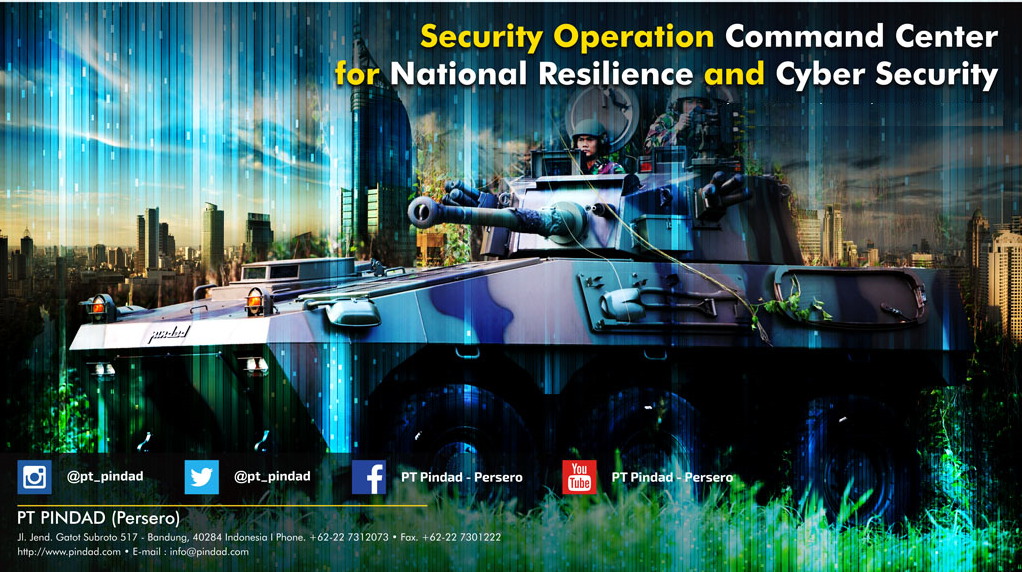 Security Operation Command Center
for National Resilience and Cyber Security
pindad
@pt_pindad
@pt_pindad
PT Pindad - Persero
You
Tube
PT Pindad - Persero
PT PINDAD (Persero)
Jl. Jend. Gatot Subroto 517 - Bandung, 40284 Indonesia I Phone. +62-22 7312073 • Fax. +62-22 7301222
http://www.pindad.com • E-mail : info@pindad.com